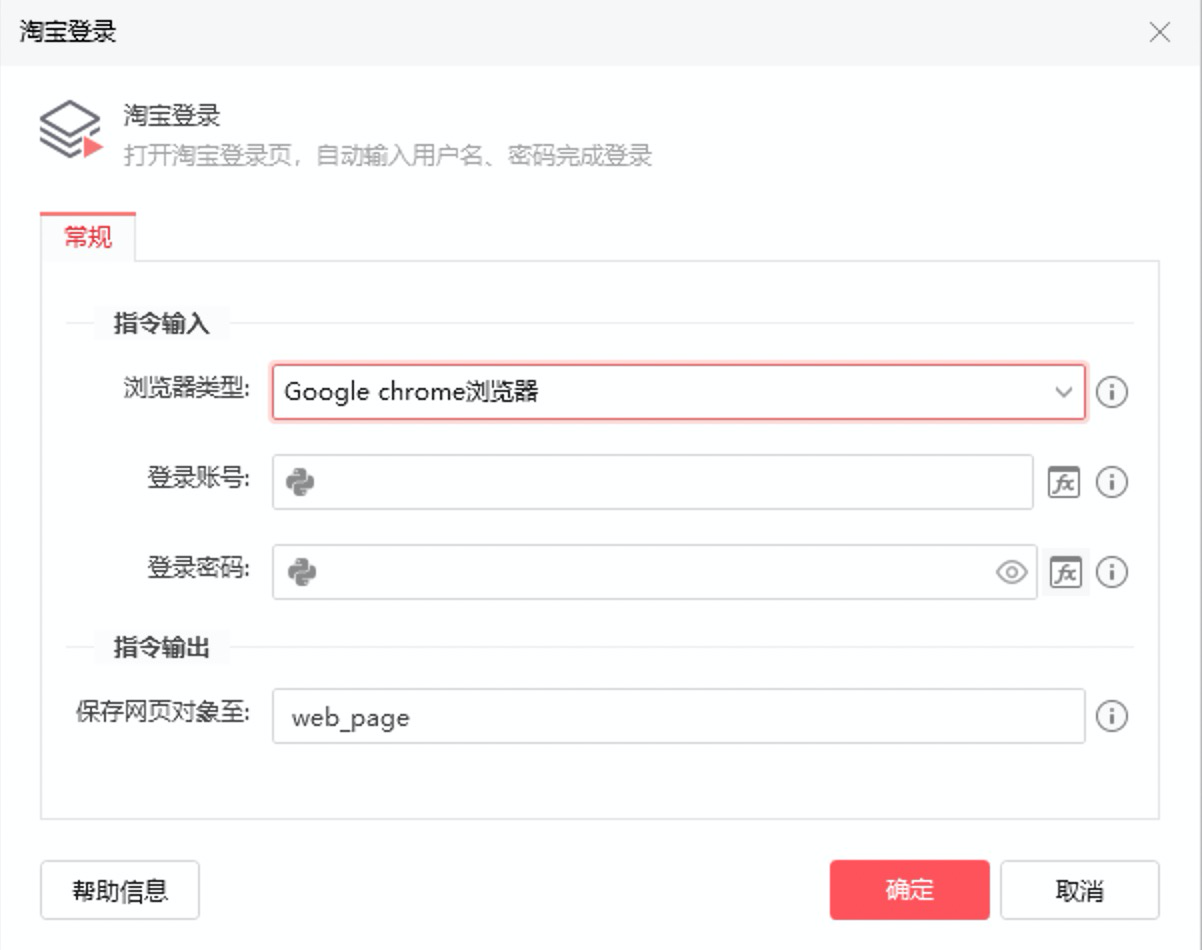 淘宝登录
淘宝登录
打开淘宝登录页，自动输入用户名、密码完成登录
常规
指令输入
浏览器类型: Google chrome浏览器
登录账号: fx
登录密码: fx
指令输出
保存网页对象至: web_page
帮助信息 确定 取消